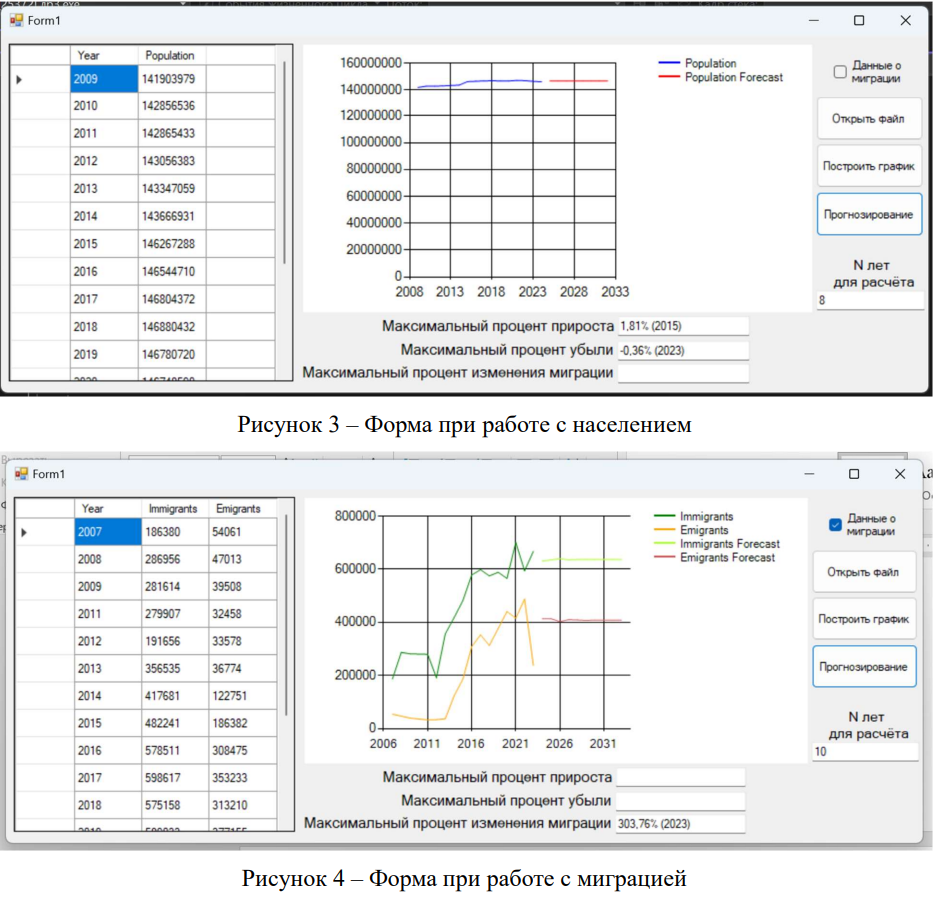 Form1
Year Population
2009 141903979
2010 142856536
2011 142865433
2012 143056383
2013 143347059
2014 143666931
2015 146267288
2016 146544710
2017 146804372
2018 146880432
2019 146780720
160000000
140000000
120000000
100000000
80000000
60000000
40000000
20000000
0
2008 2013 2018 2023 2028 2033
Population
Population Forecast
Данные о
миграции
Открыть файл
Построить график
Прогнозирование
N лет
для расчёта
8
Максимальный процент прироста 1,81% (2015)
Максимальный процент убыли -0,36% (2023)
Максимальный процент изменения миграции
Рисунок 3 – Форма при работе с населением
Form1
Year Immigrants Emigrants
2007 186380 54061
2008 286956 47013
2009 281614 39508
2011 279907 32458
2012 191656 33578
2013 356535 36774
2014 417681 122751
2015 482241 186382
2016 578511 308475
2017 598617 353233
2018 575158 313210
800000
600000
400000
200000
0
2006 2011 2016 2021 2026 2031
Immigrants
Emigrants
Immigrants Forecast
Emigrants Forecast
Данные о
миграции
Открыть файл
Построить график
Прогнозирование
N лет
для расчёта
10
Максимальный процент прироста
Максимальный процент убыли
Максимальный процент изменения миграции 303,76% (2023)
Рисунок 4 – Форма при работе с миграцией